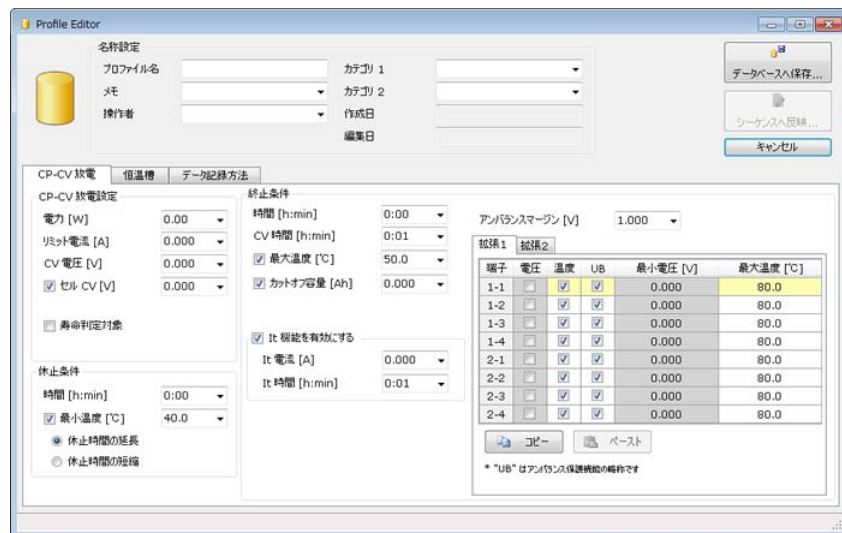 Profile Editor
名称設定
プロファイル名
メモ
操作者
カテゴリ 1
カテゴリ 2
作成日
編集日
データベースへ保存...
シーケンスへ反映...
キャンセル
CP-CV 放電
恒温槽
データ記録方法
CP-CV 放電設定
電力 [W] 0.00
リミット電流 [A] 0.000
CV 電圧 [V] 0.000
セル CV [V] 0.000
寿命判定対象
休止条件
時間 [h:min] 0:00
最小温度 [℃] 40.0
休止時間の延長
休止時間の短縮
終止条件
時間 [h:min] 0:00
CV 時間 [h:min] 0:01
最大温度 [℃] 50.0
カットオフ容量 [Ah] 0.000
It 機能を有効にする
It 電流 [A] 0.000
It 時間 [h:min] 0:01
アンバランスマージン [V] 1.000
拡張1 拡張2
端子 電圧 温度 UB 最小電圧 [V] 最大温度 [℃]
1-1 0.000 80.0
1-2 0.000 80.0
1-3 0.000 80.0
1-4 0.000 80.0
2-1 0.000 80.0
2-2 0.000 80.0
2-3 0.000 80.0
2-4 0.000 80.0
コピー ペースト
* "UB" はアンバランス保護機能の略称です